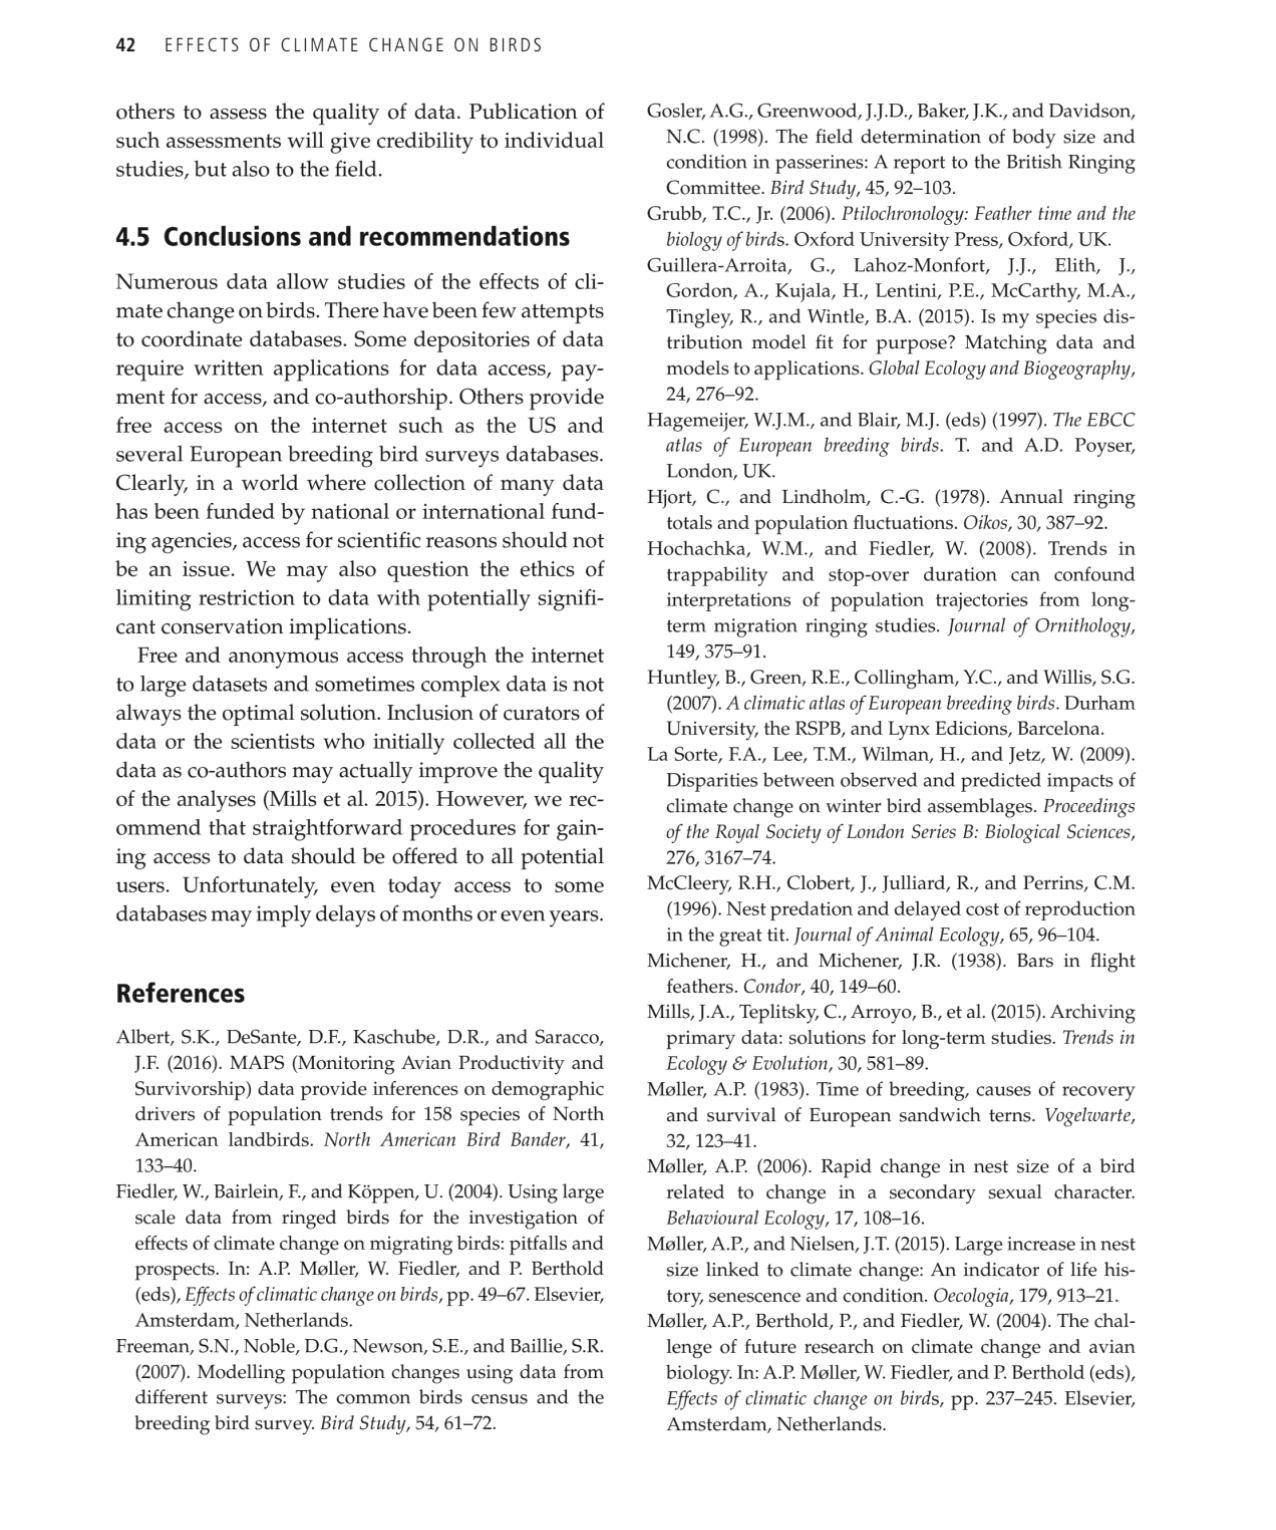 42 EFFECTS OF CLIMATE CHANGE ON BIRDS
others to assess the quality of data. Publication of
such assessments will give credibility to individual
studies, but also to the field.
4.5 Conclusions and recommendations
Numerous data allow studies of the effects of cli-
mate change on birds. There have been few attempts
to coordinate databases. Some depositories of data
require written applications for data access, pay-
ment for access, and co-authorship. Others provide
free access on the internet such as the US and
several European breeding bird surveys databases.
Clearly, in a world where collection of many data
has been funded by national or international fund-
ing agencies, access for scientific reasons should not
be an issue. We may also question the ethics of
limiting restriction to data with potentially signifi-
cant conservation implications.
Free and anonymous access through the internet
to large datasets and sometimes complex data is not
always the optimal solution. Inclusion of curators of
data or the scientists who initially collected all the
data as co-authors may actually improve the quality
of the analyses (Mills et al. 2015). However, we rec-
ommend that straightforward procedures for gain-
ing access to data should be offered to all potential
users. Unfortunately, even today access to some
databases may imply delays of months or even years.
References
Albert, S.K., DeSante, D.F., Kaschube, D.R., and Saracco,
J.F. (2016). MAPS (Monitoring Avian Productivity and
Survivorship) data provide inferences on demographic
drivers of population trends for 158 species of North
American landbirds. North American Bird Bander, 41,
133–40.
Fiedler, W., Bairlein, F., and Köppen, U. (2004). Using large
scale data from ringed birds for the investigation of
effects of climate change on migrating birds: pitfalls and
prospects. In: A.P. Møller, W. Fiedler, and P. Berthold
(eds), Effects of climatic change on birds, pp. 49–67. Elsevier,
Amsterdam, Netherlands.
Freeman, S.N., Noble, D.G., Newson, S.E., and Baillie, S.R.
(2007). Modelling population changes using data from
different surveys: The common birds census and the
breeding bird survey. Bird Study, 54, 61–72.
Gosler, A.G., Greenwood, J.J.D., Baker, J.K., and Davidson,
N.C. (1998). The field determination of body size and
condition in passerines: A report to the British Ringing
Committee. Bird Study, 45, 92–103.
Grubb, T.C., Jr. (2006). Ptilochronology: Feather time and the
biology of birds. Oxford University Press, Oxford, UK.
Guillera-Arroita, G., Lahoz-Monfort, J.J., Elith, J.,
Gordon, A., Kujala, H., Lentini, P.E., McCarthy, M.A.,
Tingley, R., and Wintle, B.A. (2015). Is my species dis-
tribution model fit for purpose? Matching data and
models to applications. Global Ecology and Biogeography,
24, 276–92.
Hagemeijer, W.J.M., and Blair, M.J. (eds) (1997). The EBCC
atlas of European breeding birds. T. and A.D. Poyser,
London, UK.
Hjort, C., and Lindholm, C.-G. (1978). Annual ringing
totals and population fluctuations. Oikos, 30, 387–92.
Hochachka, W.M., and Fiedler, W. (2008). Trends in
trappability and stop-over duration can confound
interpretations of population trajectories from long-
term migration ringing studies. Journal of Ornithology,
149, 375–91.
Huntley, B., Green, R.E., Collingham, Y.C., and Willis, S.G.
(2007). A climatic atlas of European breeding birds. Durham
University, the RSPB, and Lynx Edicions, Barcelona.
La Sorte, F.A., Lee, T.M., Wilman, H., and Jetz, W. (2009).
Disparities between observed and predicted impacts of
climate change on winter bird assemblages. Proceedings
of the Royal Society of London Series B: Biological Sciences,
276, 3167–74.
McCleery, R.H., Clobert, J., Julliard, R., and Perrins, C.M.
(1996). Nest predation and delayed cost of reproduction
in the great tit. Journal of Animal Ecology, 65, 96–104.
Michener, H., and Michener, J.R. (1938). Bars in flight
feathers. Condor, 40, 149–60.
Mills, J.A., Teplitsky, C., Arroyo, B., et al. (2015). Archiving
primary data: solutions for long-term studies. Trends in
Ecology & Evolution, 30, 581–89.
Møller, A.P. (1983). Time of breeding, causes of recovery
and survival of European sandwich terns. Vogelwarte,
32, 123–41.
Møller, A.P. (2006). Rapid change in nest size of a bird
related to change in a secondary sexual character.
Behavioural Ecology, 17, 108–16.
Møller, A.P., and Nielsen, J.T. (2015). Large increase in nest
size linked to climate change: An indicator of life his-
tory, senescence and condition. Oecologia, 179, 913–21.
Møller, A.P., Berthold, P., and Fiedler, W. (2004). The chal-
lenge of future research on climate change and avian
biology. In: A.P. Møller, W. Fiedler, and P. Berthold (eds),
Effects of climatic change on birds, pp. 237–245. Elsevier,
Amsterdam, Netherlands.